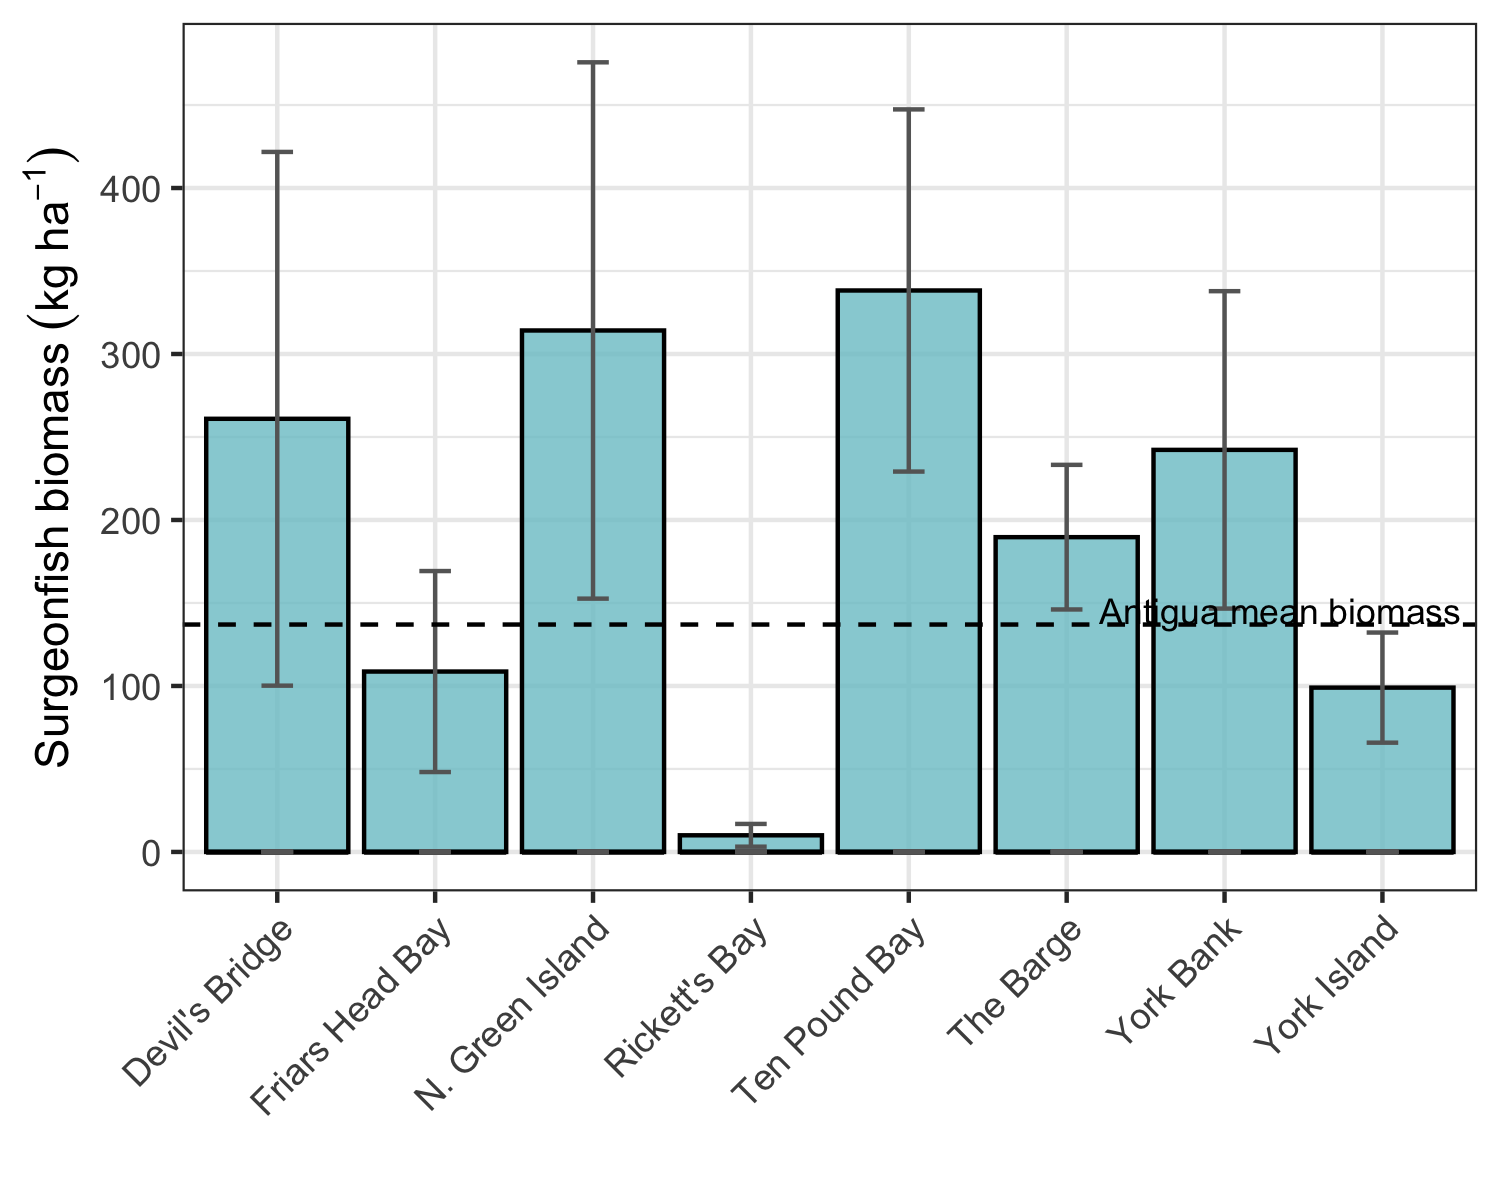 Surgeonfish biomass (kg ha⁻¹)
400
300
200
100
0
Antigua mean biomass
Devil's Bridge
Friars Head Bay
N. Green Island
Rickett's Bay
Ten Pound Bay
The Barge
York Bank
York Island